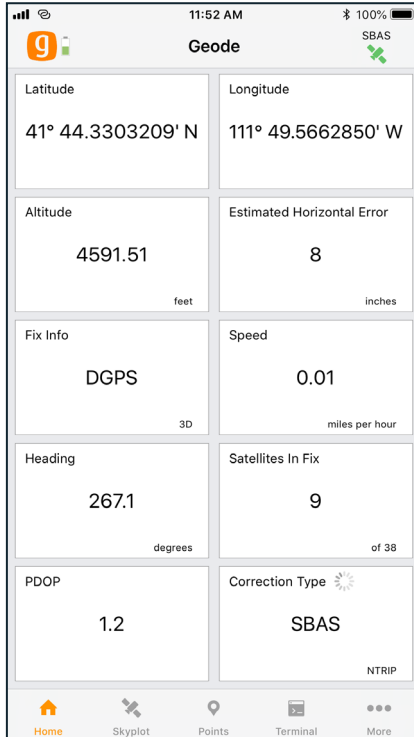 11:52 AM 100%
g Geode SBAS
Latitude
41° 44.3303209' N
Longitude
111° 49.5662850' W
Altitude
4591.51
feet
Estimated Horizontal Error
8
inches
Fix Info
DGPS
3D
Speed
0.01
miles per hour
Heading
267.1
degrees
Satellites In Fix
9
of 38
PDOP
1.2
Correction Type
SBAS
NTRIP
Home Skyplot Points Terminal More